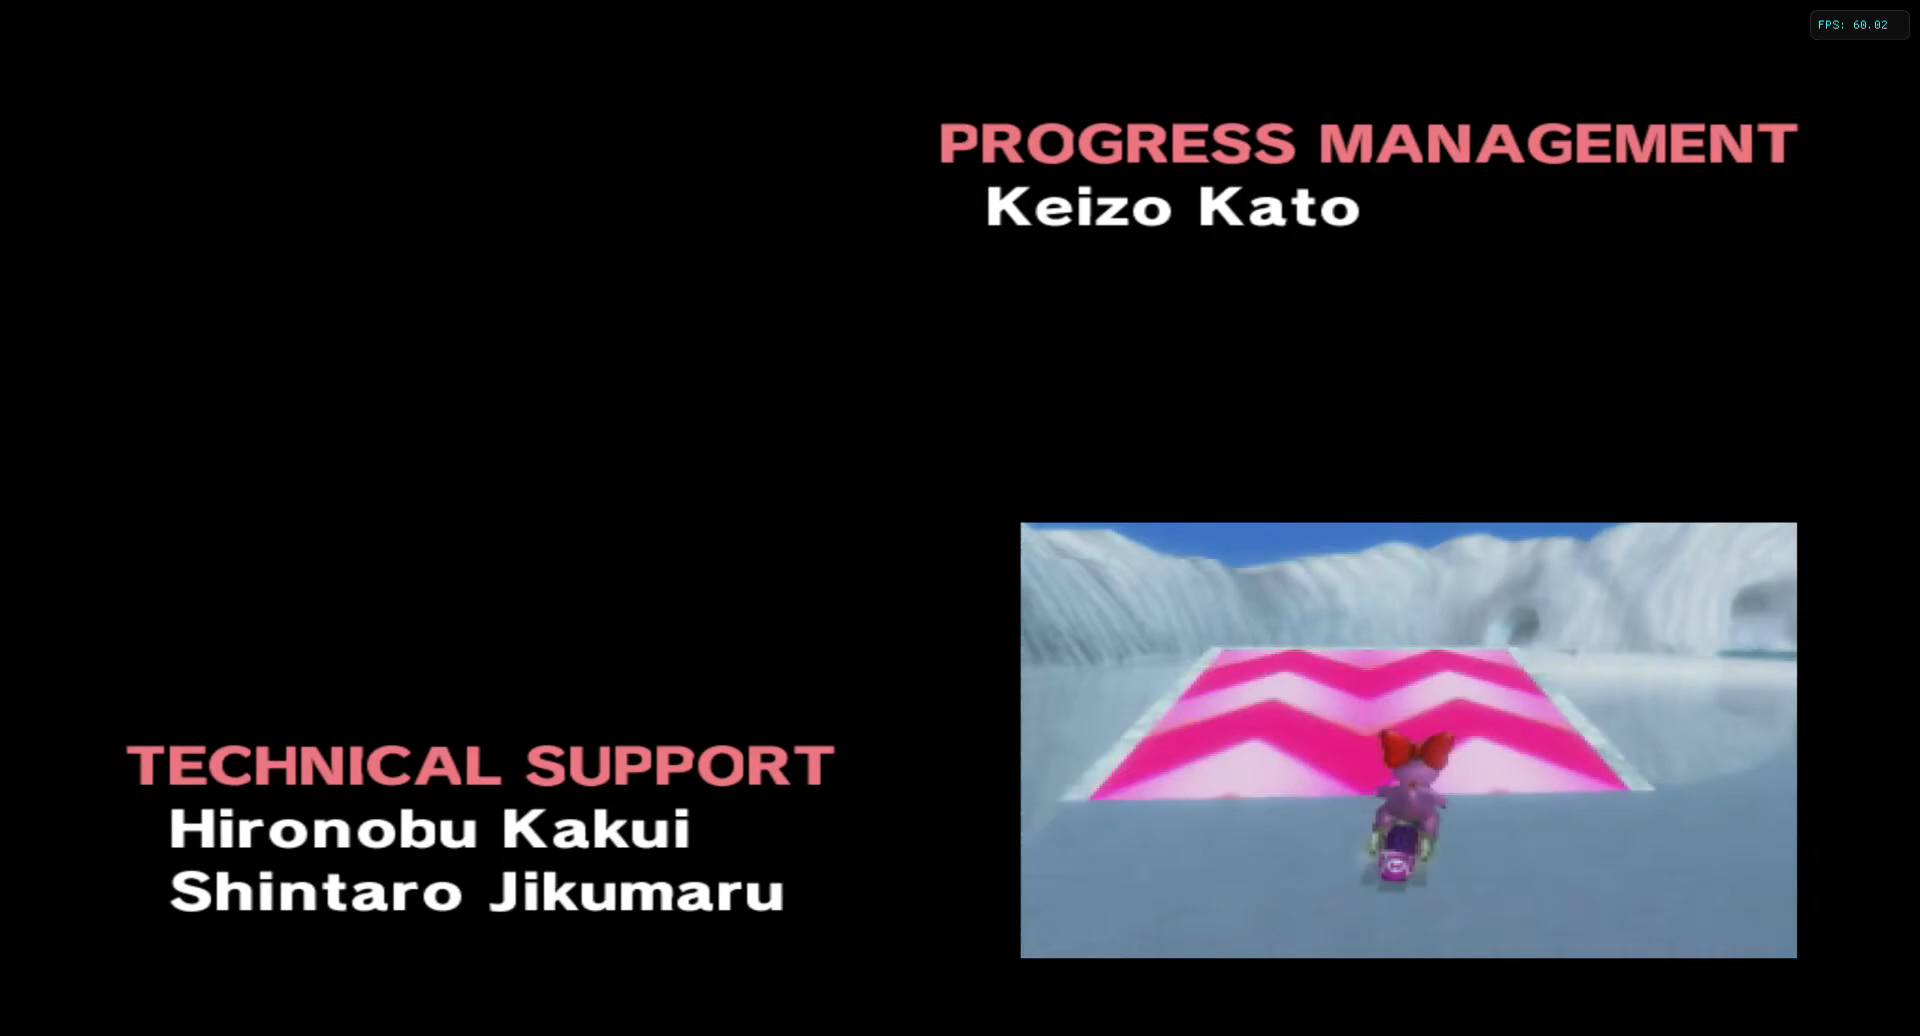 FPS: 60.02
PROGRESS MANAGEMENT
Keizo Kato
TECHNICAL SUPPORT
Hironobu Kakui
Shintaro Jikumaru